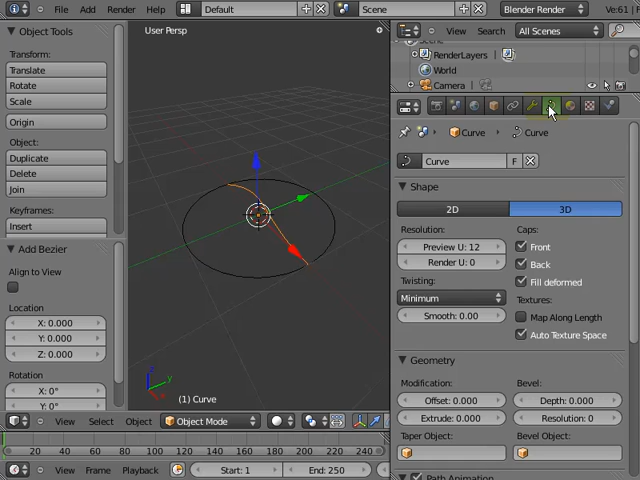 File Add Render Help Default Scene Blender Render Ve:61 | F
Object Tools
Transform:
Translate
Rotate
Scale
Origin
Object:
Duplicate
Delete
Join
Keyframes:
Insert
Add Bezier
Align to View
Location
X: 0.000
Y: 0.000
Z: 0.000
Rotation
X: 0°
Y: 0°
User Persp
z
y
(1) Curve
View Select Object Object Mode
20 40 60 80 100 120 140 160 180 200 220 240
View Frame Playback Start: 1 End: 250
View Search All Scenes
Scene
RenderLayers
World
Camera
Curve Curve
Curve F
Shape
2D 3D
Resolution: Caps:
Preview U: 12 Front
Render U: 0 Back
Twisting: Fill deformed
Minimum Textures:
Smooth: 0.00 Map Along Length
Auto Texture Space
Geometry
Modification: Bevel:
Offset: 0.000 Depth: 0.000
Extrude: 0.000 Resolution: 0
Taper Object: Bevel Object:
Path Animation